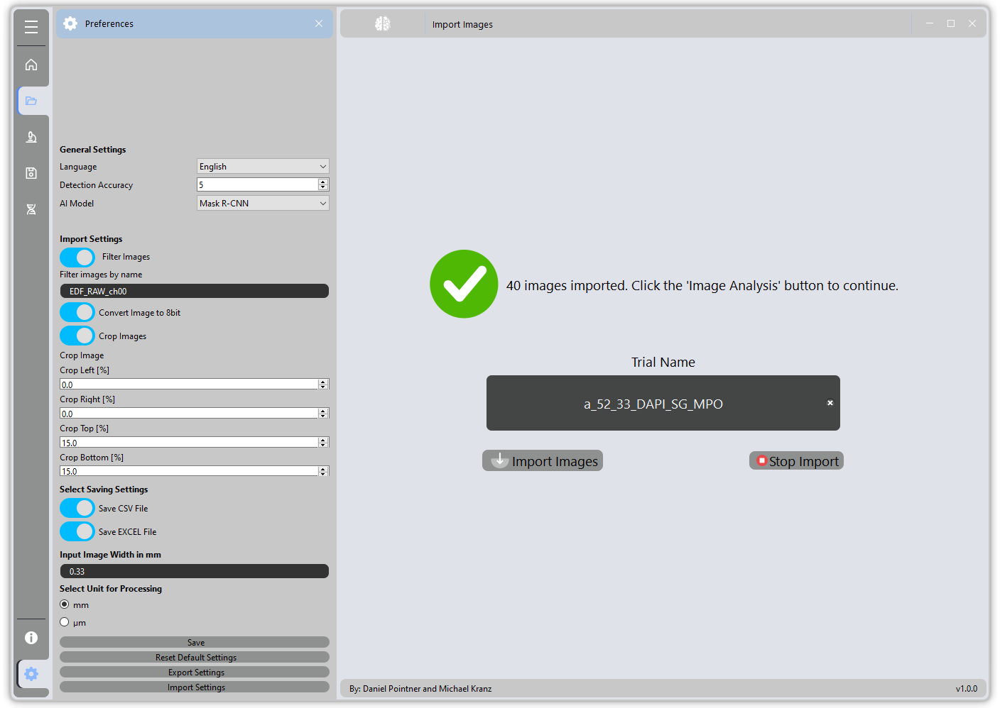 Preferences
Import Images
General Settings
Language
English
Detection Accuracy
5
AI Model
Mask R-CNN
Import Settings
Filter Images
Filter images by name
EDF_RAW_ch00
Convert Image to 8bit
Crop Images
Crop Image
Crop Left [%]
0.0
Crop Right [%]
0.0
Crop Top [%]
15.0
Crop Bottom [%]
15.0
Select Saving Settings
Save CSV File
Save EXCEL File
Input Image Width in mm
0.33
Select Unit for Processing
mm
µm
Save
Reset Default Settings
Export Settings
Import Settings
40 images imported. Click the 'Image Analysis' button to continue.
Trial Name
a_52_33_DAPI_SG_MPO
Import Images
Stop Import
By: Daniel Pointner and Michael Kranz
v1.0.0